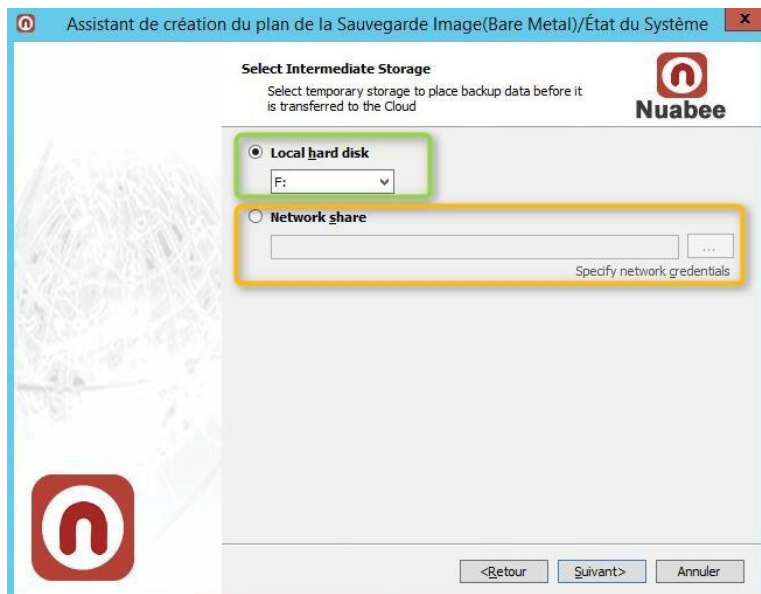 Assistant de création du plan de la Sauvegarde Image(Bare Metal)/État du Système
x
Select Intermediate Storage
Select temporary storage to place backup data before it
is transferred to the Cloud
Nuabee
Local hard disk
F:
Network share
...
Specify network credentials
<Retour
Suivant>
Annuler